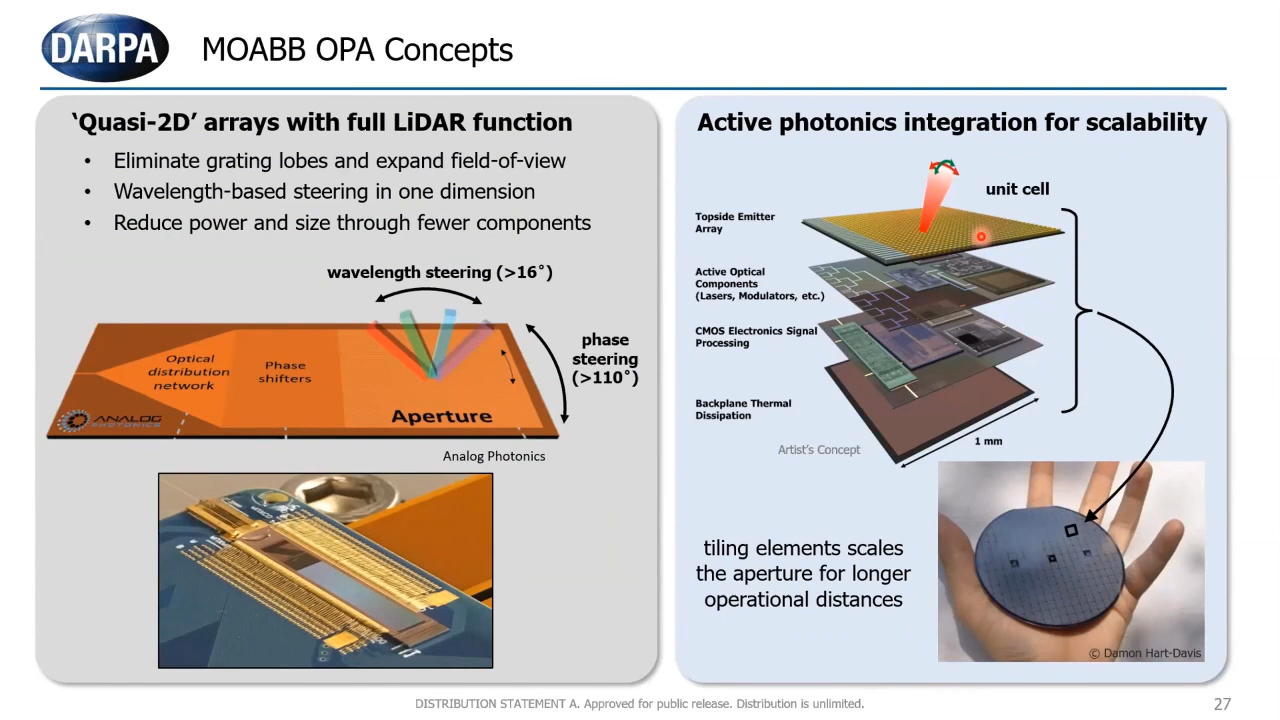 DARPA
MOABB OPA Concepts
‘Quasi-2D’ arrays with full LiDAR function
• Eliminate grating lobes and expand field-of-view
• Wavelength-based steering in one dimension
• Reduce power and size through fewer components
wavelength steering (>16˚)
phase
steering
(>110˚)
Optical
distribution
network
Phase
shifters
Aperture
ANALOG
PHOTONICS
Analog Photonics
Active photonics integration for scalability
unit cell
Topside Emitter
Array
Active Optical
Components
(Lasers, Modulators, etc.)
CMOS Electronics Signal
Processing
Backplane Thermal
Dissipation
1 mm
Artist’s Concept
tiling elements scales
the aperture for longer
operational distances
© Damon Hart-Davis
DISTRIBUTION STATEMENT A. Approved for public release. Distribution is unlimited.
27